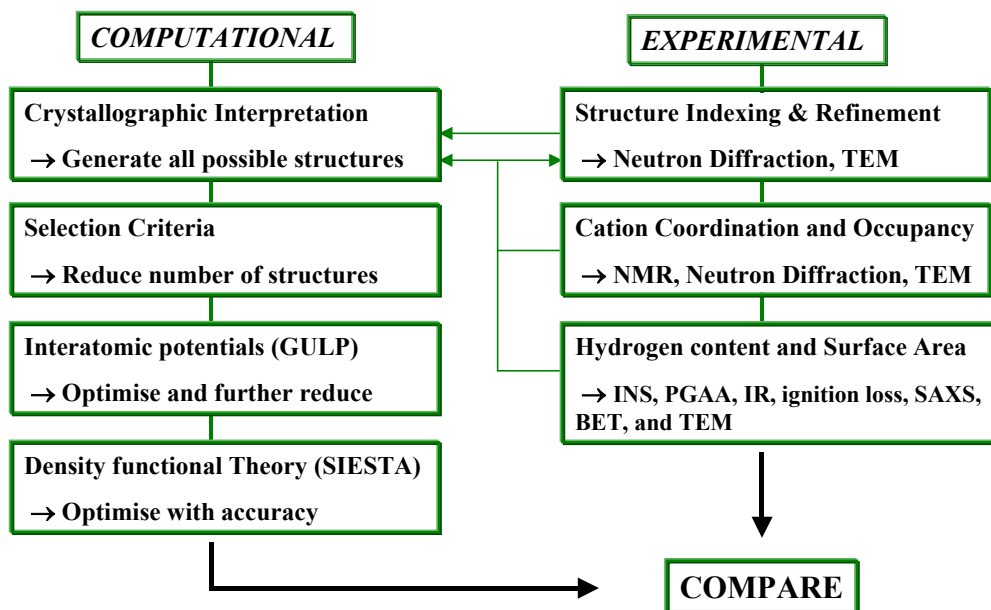 COMPUTATIONAL
Crystallographic Interpretation
→ Generate all possible structures
Selection Criteria
→ Reduce number of structures
Interatomic potentials (GULP)
→ Optimise and further reduce
Density functional Theory (SIESTA)
→ Optimise with accuracy
EXPERIMENTAL
Structure Indexing & Refinement
→ Neutron Diffraction, TEM
Cation Coordination and Occupancy
→ NMR, Neutron Diffraction, TEM
Hydrogen content and Surface Area
→ INS, PGAA, IR, ignition loss, SAXS,
BET, and TEM
COMPARE